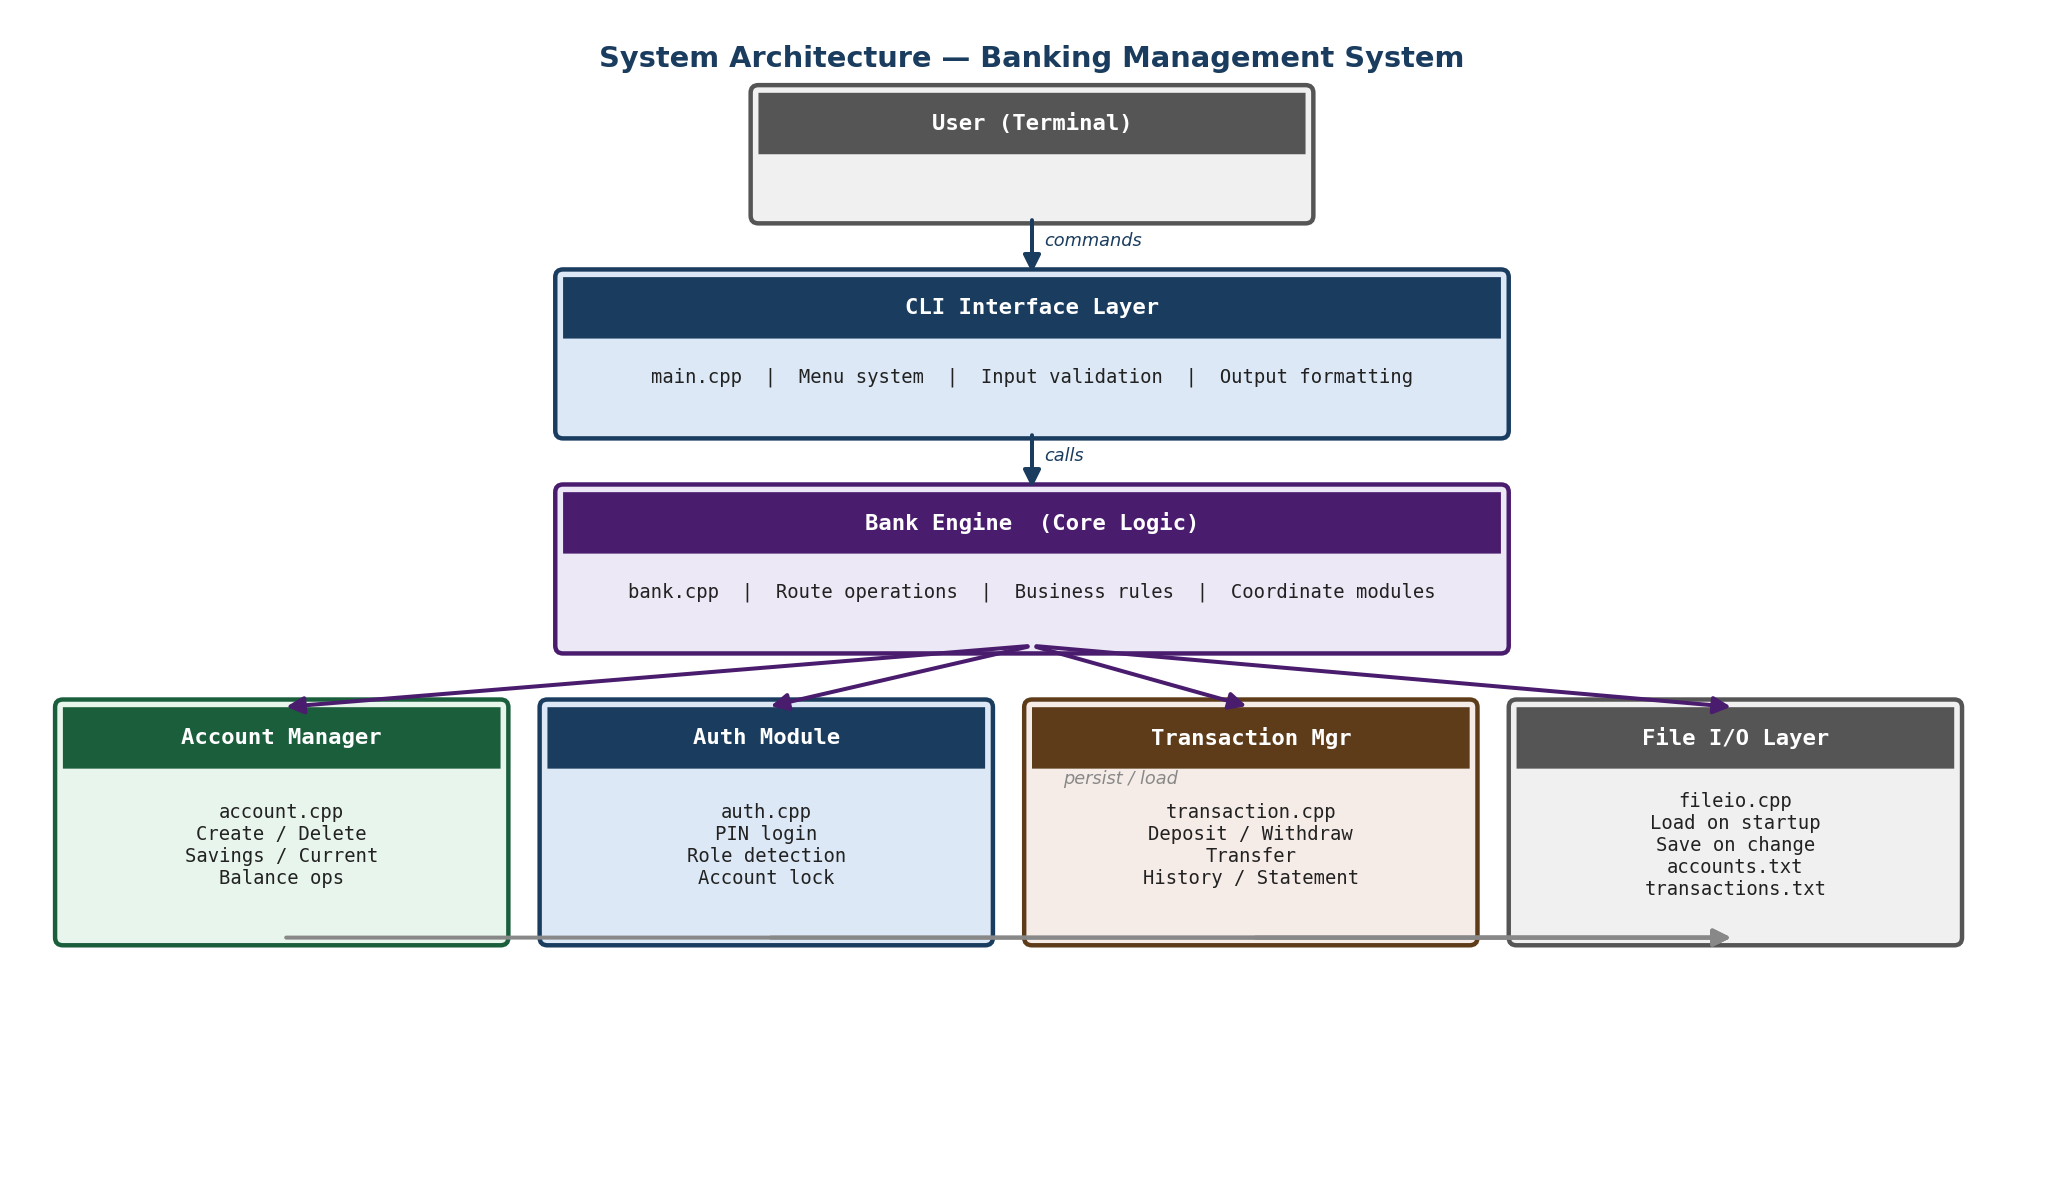 System Architecture — Banking Management System
User (Terminal)
commands
CLI Interface Layer
main.cpp  |  Menu system  |  Input validation  |  Output formatting
calls
Bank Engine  (Core Logic)
bank.cpp  |  Route operations  |  Business rules  |  Coordinate modules
Account Manager
account.cpp
Create / Delete
Savings / Current
Balance ops
Auth Module
auth.cpp
PIN login
Role detection
Account lock
Transaction Mgr
persist / load
transaction.cpp
Deposit / Withdraw
Transfer
History / Statement
File I/O Layer
fileio.cpp
Load on startup
Save on change
accounts.txt
transactions.txt